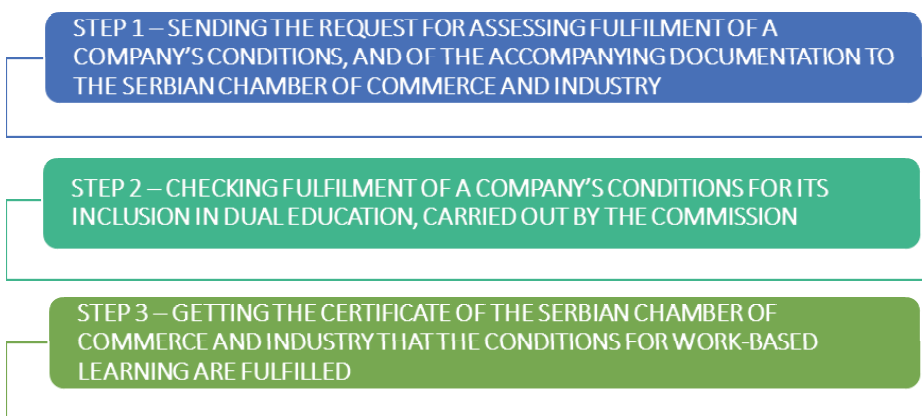 STEP 1 – SENDING THE REQUEST FOR ASSESSING FULFILMENT OF A
COMPANY'S CONDITIONS, AND OF THE ACCOMPANYING DOCUMENTATION TO
THE SERBIAN CHAMBER OF COMMERCE AND INDUSTRY
STEP 2 – CHECKING FULFILMENT OF A COMPANY'S CONDITIONS FOR ITS
INCLUSION IN DUAL EDUCATION, CARRIED OUT BY THE COMMISSION
STEP 3 – GETTING THE CERTIFICATE OF THE SERBIAN CHAMBER OF
COMMERCE AND INDUSTRY THAT THE CONDITIONS FOR WORK-BASED
LEARNING ARE FULFILLED